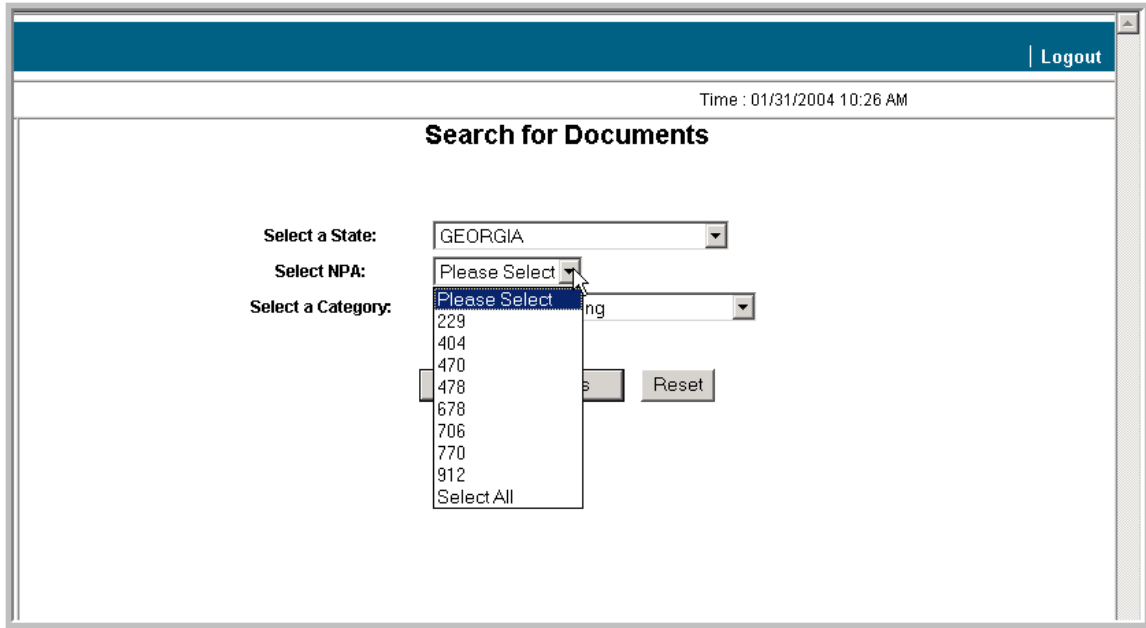 Logout
Time : 01/31/2004 10:26 AM
Search for Documents
Select a State: GEORGIA
Select NPA: Please Select
Please Select
Select a Category:
229
404
470
478
Reset
678
706
770
912
Select All